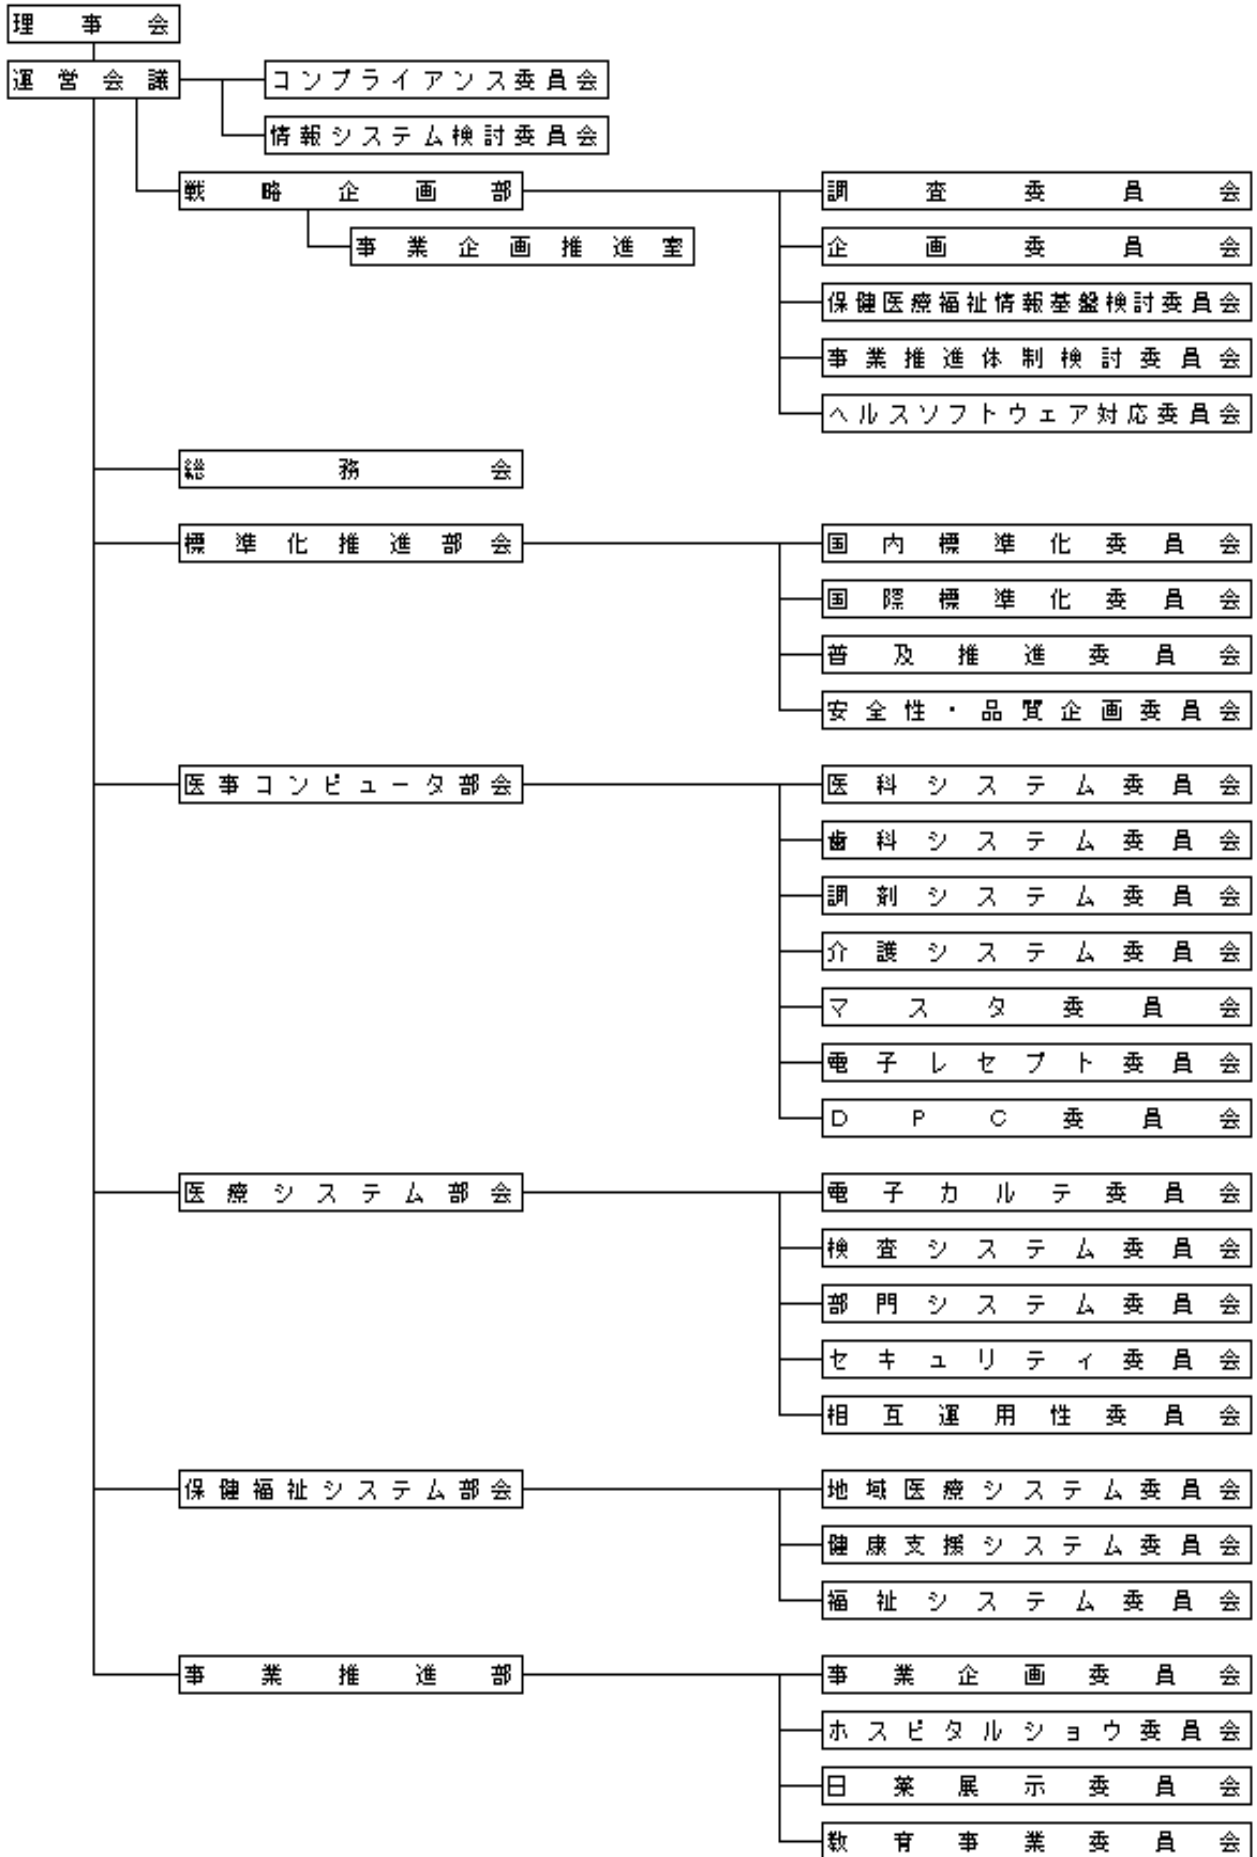 理事会
運営会議
コンプライアンス委員会
情報システム検討委員会
戦略企画部
調査委員会
事業企画推進室
企画委員会
保健医療福祉情報基盤検討委員会
事業推進体制検討委員会
ヘルスソフトウェア対応委員会
総務会
標準化推進部会
国内標準化委員会
国際標準化委員会
普及推進委員会
安全性・品質企画委員会
医事コンピュータ部会
医科システム委員会
歯科システム委員会
調剤システム委員会
介護システム委員会
マスタ委員会
電子レセプト委員会
DPC委員会
医療システム部会
電子カルテ委員会
検査システム委員会
部門システム委員会
セキュリティ委員会
相互運用性委員会
保健福祉システム部会
地域医療システム委員会
健康支援システム委員会
福祉システム委員会
事業推進部
事業企画委員会
ホスピタルショウ委員会
日薬展示委員会
教育事業委員会